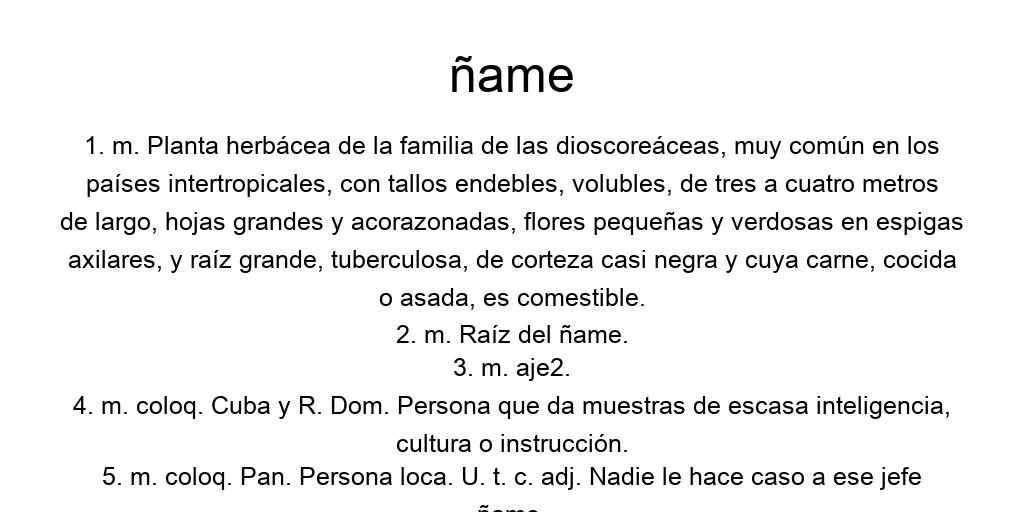 ñame
1. m. Planta herbácea de la familia de las dioscoreáceas, muy común en los
países intertropicales, con tallos endebles, volubles, de tres a cuatro metros
de largo, hojas grandes y acorazonadas, flores pequeñas y verdosas en espigas
axilares, y raíz grande, tuberculosa, de corteza casi negra y cuya carne, cocida
o asada, es comestible.
2. m. Raíz del ñame.
3. m. aje2.
4. m. coloq. Cuba y R. Dom. Persona que da muestras de escasa inteligencia,
cultura o instrucción.
5. m. coloq. Pan. Persona loca. U. t. c. adj. Nadie le hace caso a ese jefe
ñame